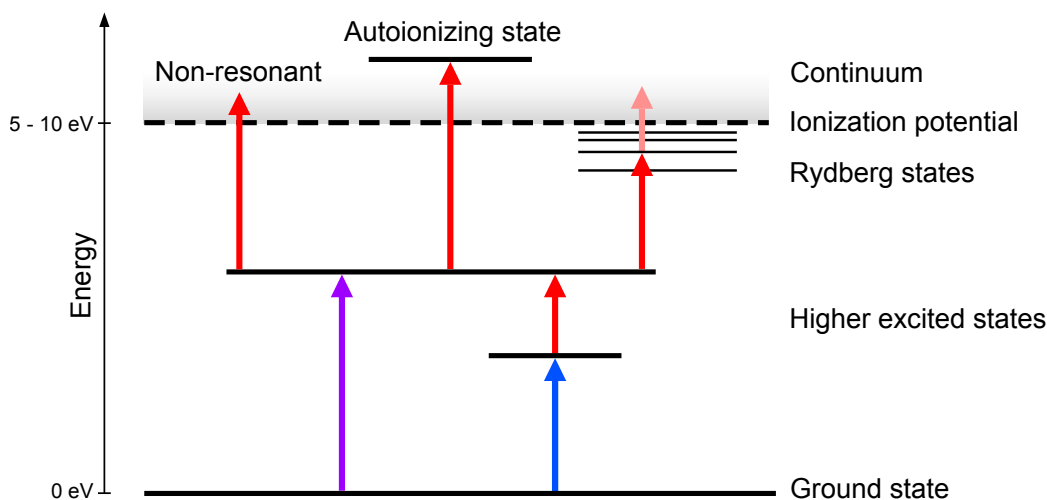 Autoionizing state
Non-resonant
Continuum
5 - 10 eV
Ionization potential
Rydberg states
Energy
Higher excited states
0 eV
Ground state